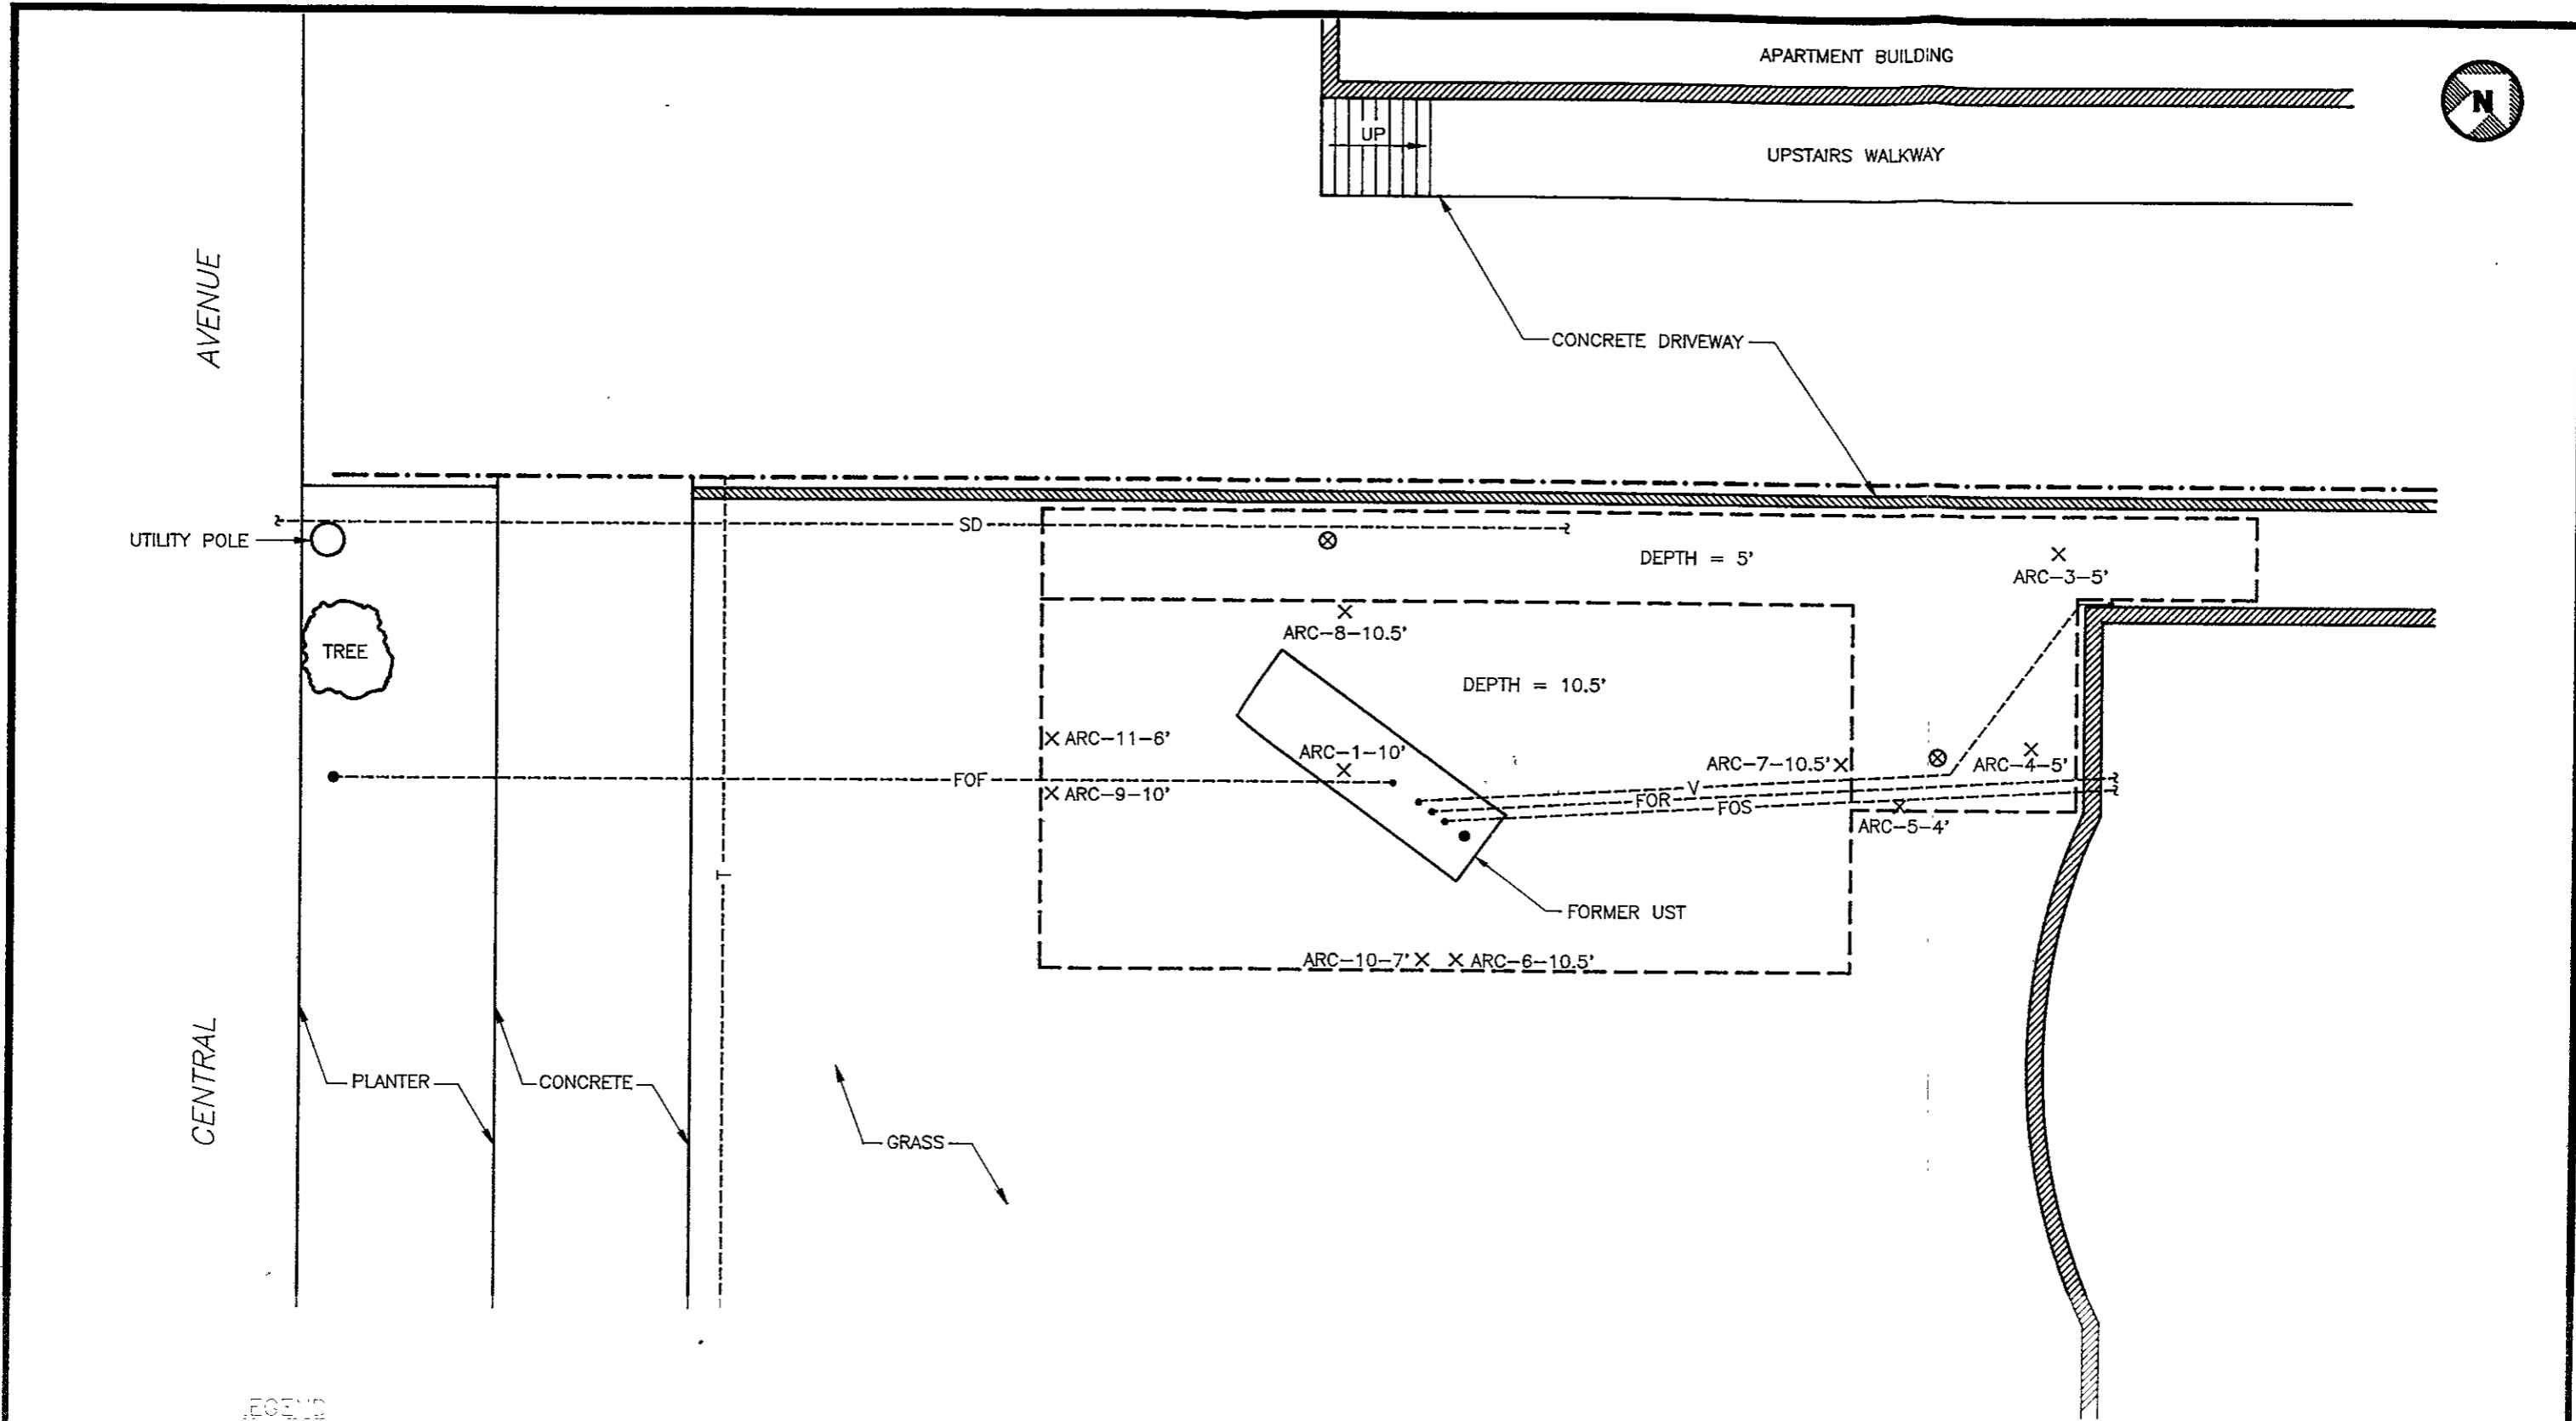 APARTMENT BUILDING
N
UP
UPSTAIRS WALKWAY
AVENUE
CONCRETE DRIVEWAY
SD
UTILITY POLE
DEPTH = 5'
ARC-3-5'
ARC-8-10.5'
TREE
DEPTH = 10.5'
ARC-11-6'
ARC-1-10'
ARC-7-10.5'
ARC-4-5'
FOF
ARC-9-10'
V
FOR
FOS
ARC-5-4'
T
FORMER UST
ARC-10-7'
ARC-6-10.5'
CENTRAL
PLANTER
CONCRETE
GRASS